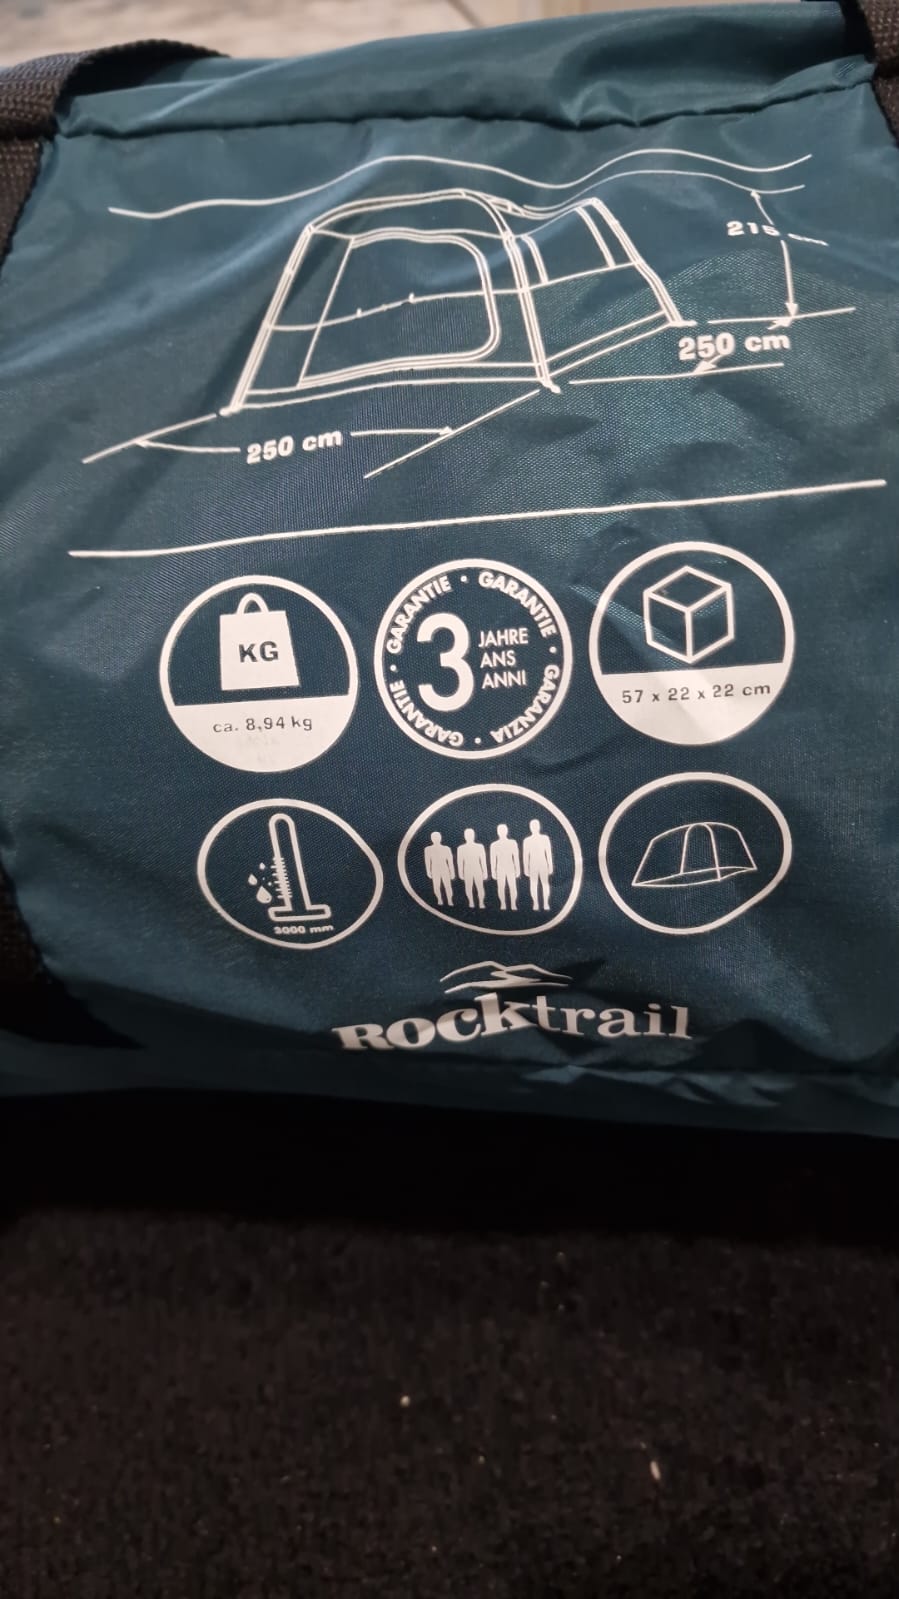 215 cm
250 cm
250 cm
KG
ca. 8,94 kg
GARANTIE · GARANTIE · GARANZIA · GARANTIE ·
3
JAHRE
ANS
ANNI
57 x 22 x 22 cm
3000 mm
Rocktrail